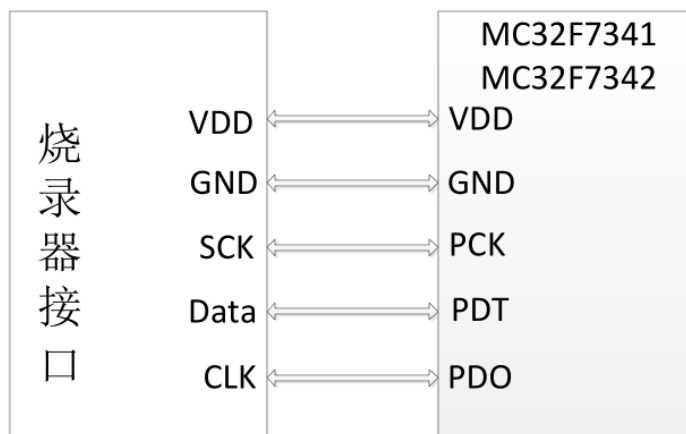 MC32F7341
MC32F7342
烧录器接口
VDD
VDD
GND
GND
SCK
PCK
Data
PDT
CLK
PDO